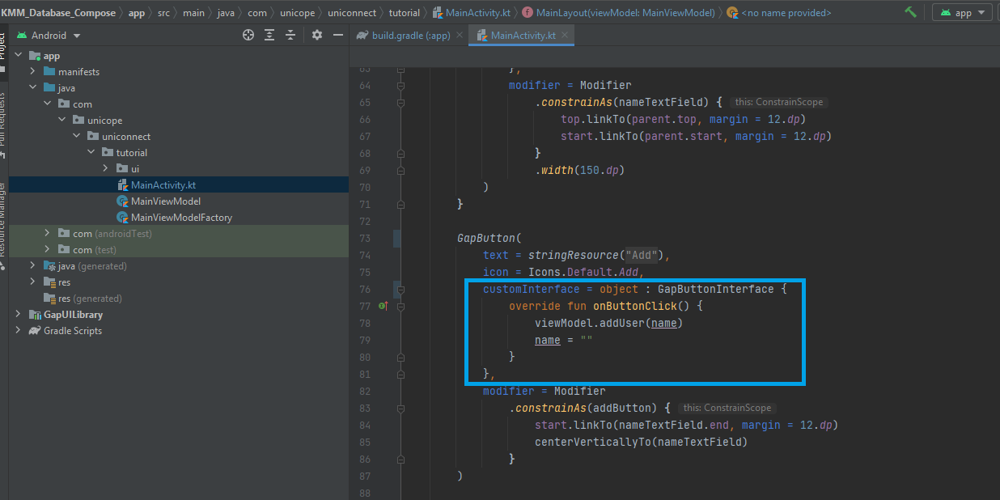 KMM_Database_Compose app src main java com unicope uniconnect tutorial MainActivity.kt MainLayout(viewModel: MainViewModel) <no name provided> app
Android
build.gradle (:app) MainActivity.kt
Project
Pull Requests
Resource Manager
app
manifests
java
com
unicope
uniconnect
tutorial
ui
MainActivity.kt
MainViewModel
MainViewModelFactory
com (androidTest)
com (test)
java (generated)
res
res (generated)
GapUILibrary
Gradle Scripts
63 },
64 modifier = Modifier
65 .constrainAs(nameTextField) { this: ConstrainScope
66 top.linkTo(parent.top, margin = 12.dp)
67 start.linkTo(parent.start, margin = 12.dp)
68 }
69 .width(150.dp)
70 )
71 }
72
73 GapButton(
74 text = stringResource("Add"),
75 icon = Icons.Default.Add,
76 customInterface = object : GapButtonInterface {
77 override fun onButtonClick() {
78 viewModel.addUser(name)
79 name = ""
80 }
81 },
82 modifier = Modifier
83 .constrainAs(addButton) { this: ConstrainScope
84 start.linkTo(nameTextField.end, margin = 12.dp)
85 centerVerticallyTo(nameTextField)
86 }
87 )
88